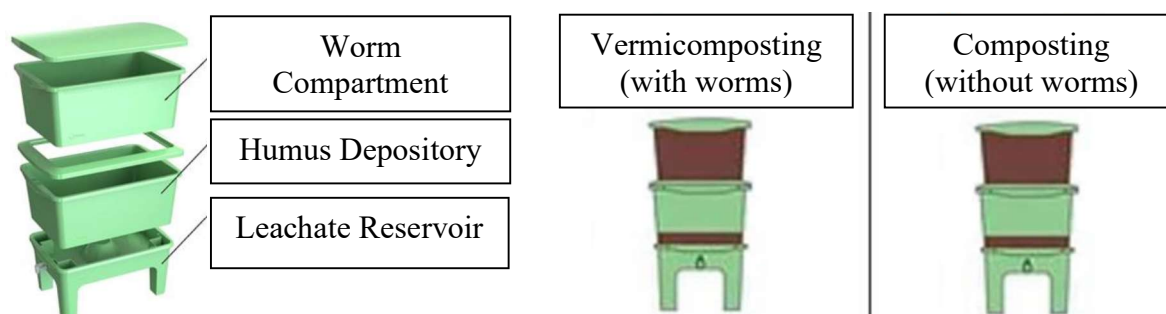 Worm
Compartment
Humus Depository
Leachate Reservoir
Vermicomposting
(with worms)
Composting
(without worms)